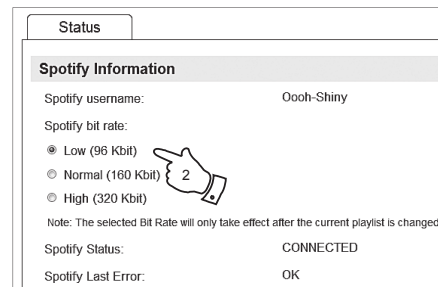 Status
Spotify Information
Spotify username: Oooh-Shiny
Spotify bit rate:
Low (96 Kbit)
Normal (160 Kbit) 2
High (320 Kbit)
Note: The selected Bit Rate will only take effect after the current playlist is changed
Spotify Status: CONNECTED
Spotify Last Error: OK